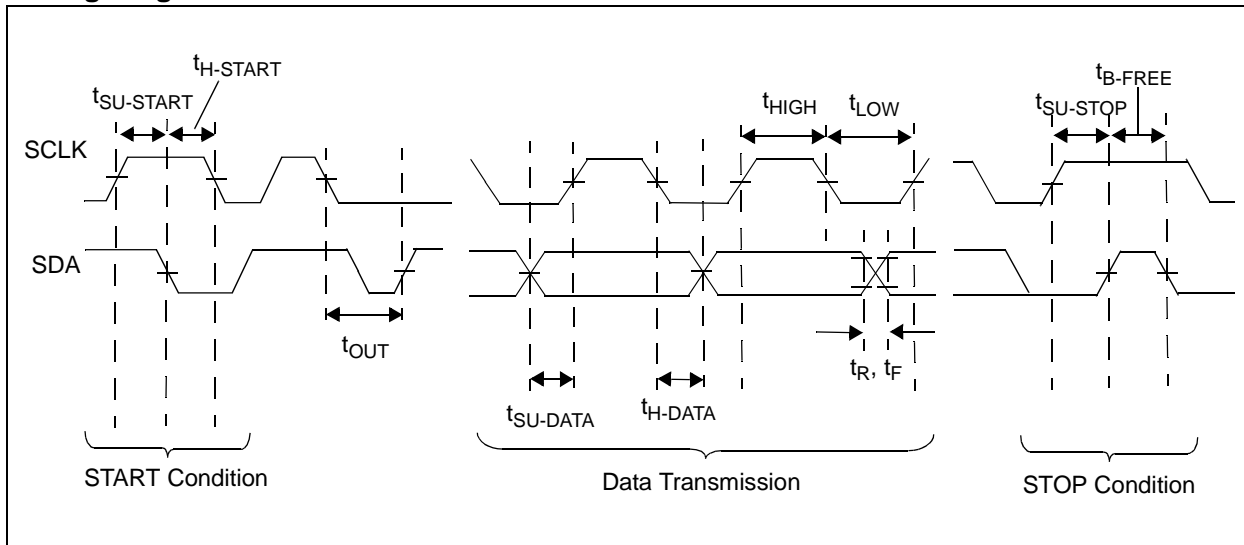 tH-START
tSU-START
tB-FREE
tHIGH
tLOW
tSU-STOP
SCLK
SDA
tOUT
tR, tF
tSU-DATA
tH-DATA
START Condition
Data Transmission
STOP Condition